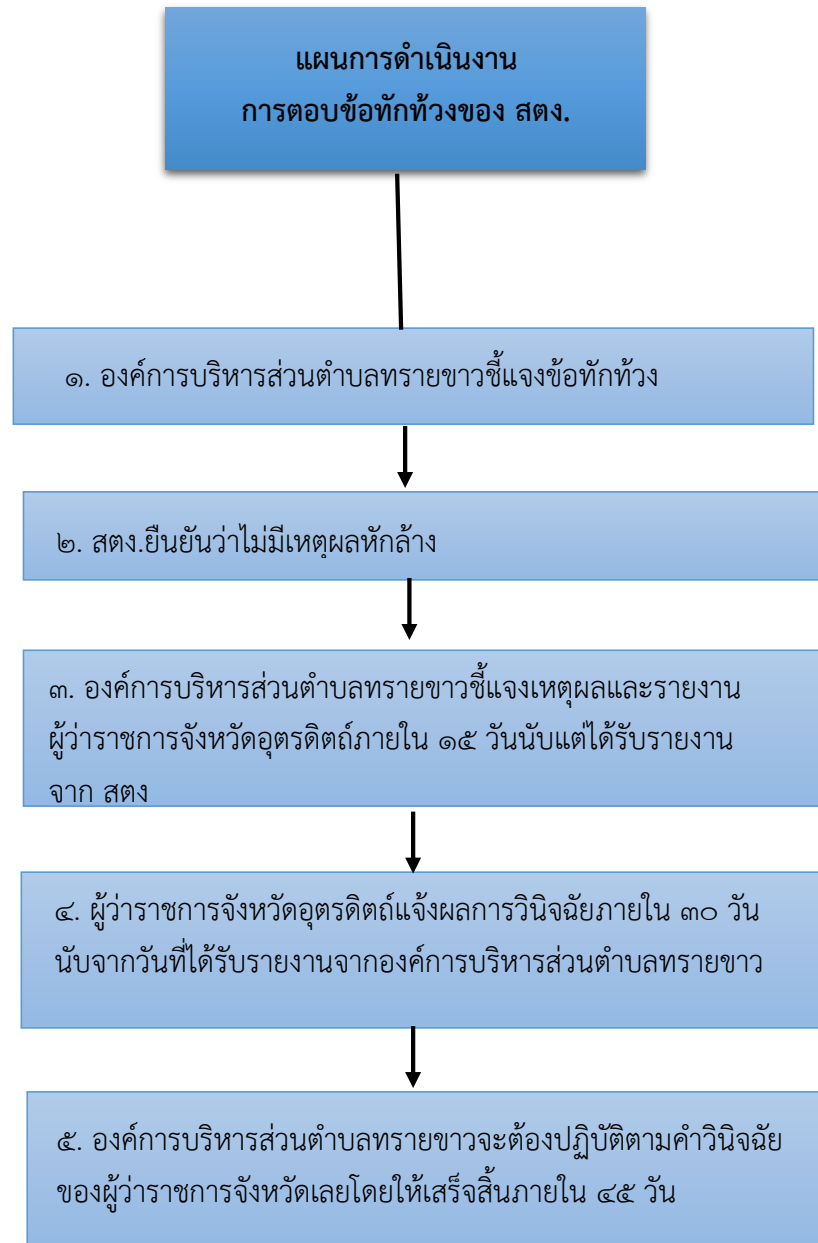 แผนการดำเนินงาน
การตอบข้อทักท้วงของ สตง.
๑. องค์การบริหารส่วนตำบลทรายขาวชี้แจงข้อทักท้วง
๒. สตง.ยืนยันว่าไม่มีเหตุผลหักล้าง
๓. องค์การบริหารส่วนตำบลทรายขาวชี้แจงเหตุผลและรายงาน
ผู้ว่าราชการจังหวัดอุตรดิตถ์ภายใน ๑๕ วันนับแต่ได้รับรายงาน
จาก สตง
๔. ผู้ว่าราชการจังหวัดอุตรดิตถ์แจ้งผลการวินิจฉัยภายใน ๓๐ วัน
นับจากวันที่ได้รับรายงานจากองค์การบริหารส่วนตำบลทรายขาว
๕. องค์การบริหารส่วนตำบลทรายขาวจะต้องปฏิบัติตามคำวินิจฉัย
ของผู้ว่าราชการจังหวัดเลยโดยให้เสร็จสิ้นภายใน ๔๕ วัน